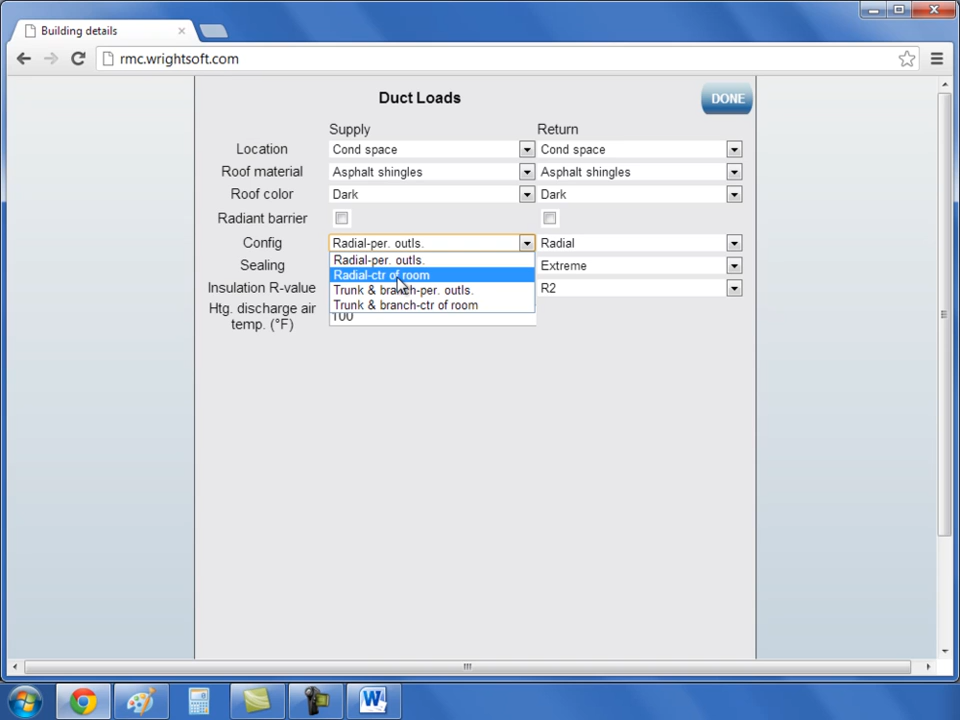 Building details
rmc.wrightsoft.com
Duct Loads
DONE
Supply Return
Location Cond space Cond space
Roof material Asphalt shingles Asphalt shingles
Roof color Dark Dark
Radiant barrier
Config Radial-per. outls. Radial
Radial-per. outls.
Sealing Radial-ctr of room Extreme
Insulation R-value Trunk & branch-per. outls. R2
Trunk & branch-ctr of room
Htg. discharge air 100
temp. (°F)